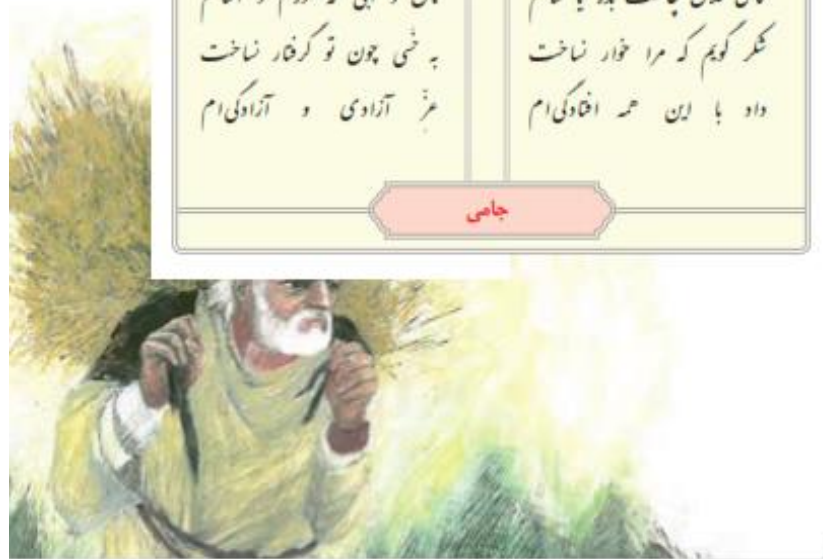 شکر گویم که مرا خوار نساخت به خسی چون تو گرفتار نساخت
داد با این همه افتادگی‌ام عزّ آزادی و آزادگی‌ام
جامی